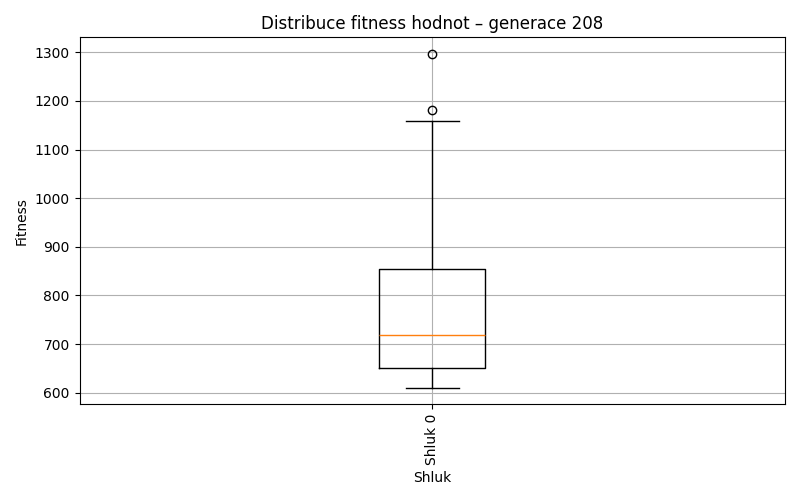 Distribuce fitness hodnot – generace 208
1300
1200
1100
1000
900
800
700
600
Fitness
Shluk 0
Shluk